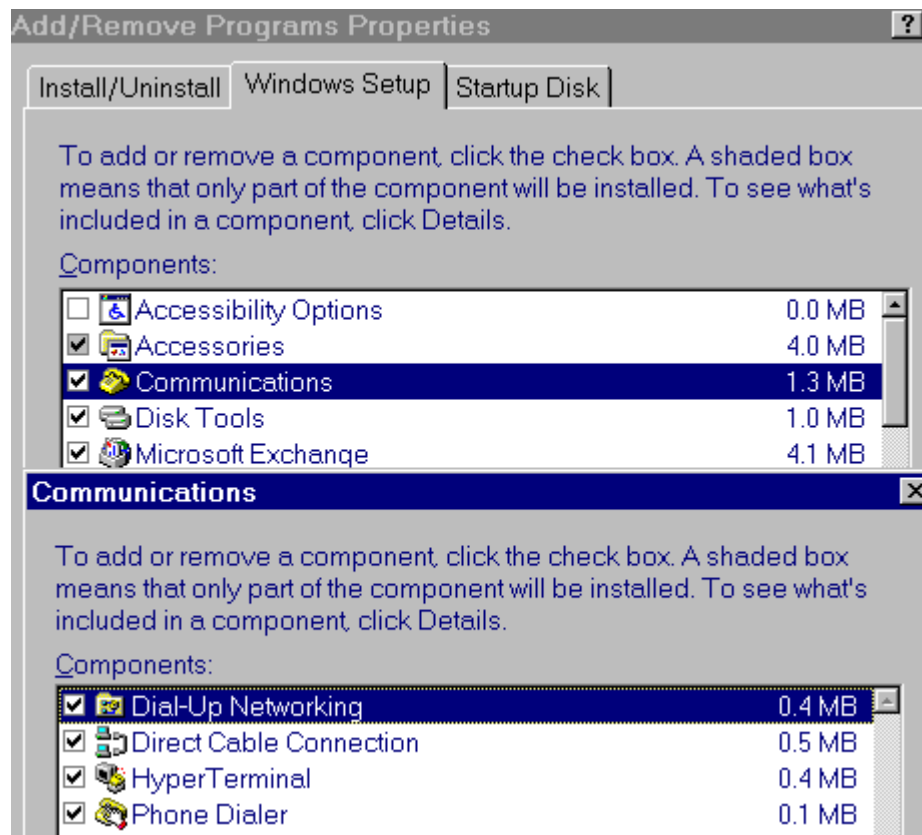 Add/Remove Programs Properties
?
Install/Uninstall Windows Setup Startup Disk
To add or remove a component, click the check box. A shaded box
means that only part of the component will be installed. To see what's
included in a component, click Details.
Components:
Accessibility Options 0.0 MB
Accessories 4.0 MB
Communications 1.3 MB
Disk Tools 1.0 MB
Microsoft Exchange 4.1 MB
Communications
To add or remove a component, click the check box. A shaded box
means that only part of the component will be installed. To see what's
included in a component, click Details.
Components:
Dial-Up Networking 0.4 MB
Direct Cable Connection 0.5 MB
HyperTerminal 0.4 MB
Phone Dialer 0.1 MB